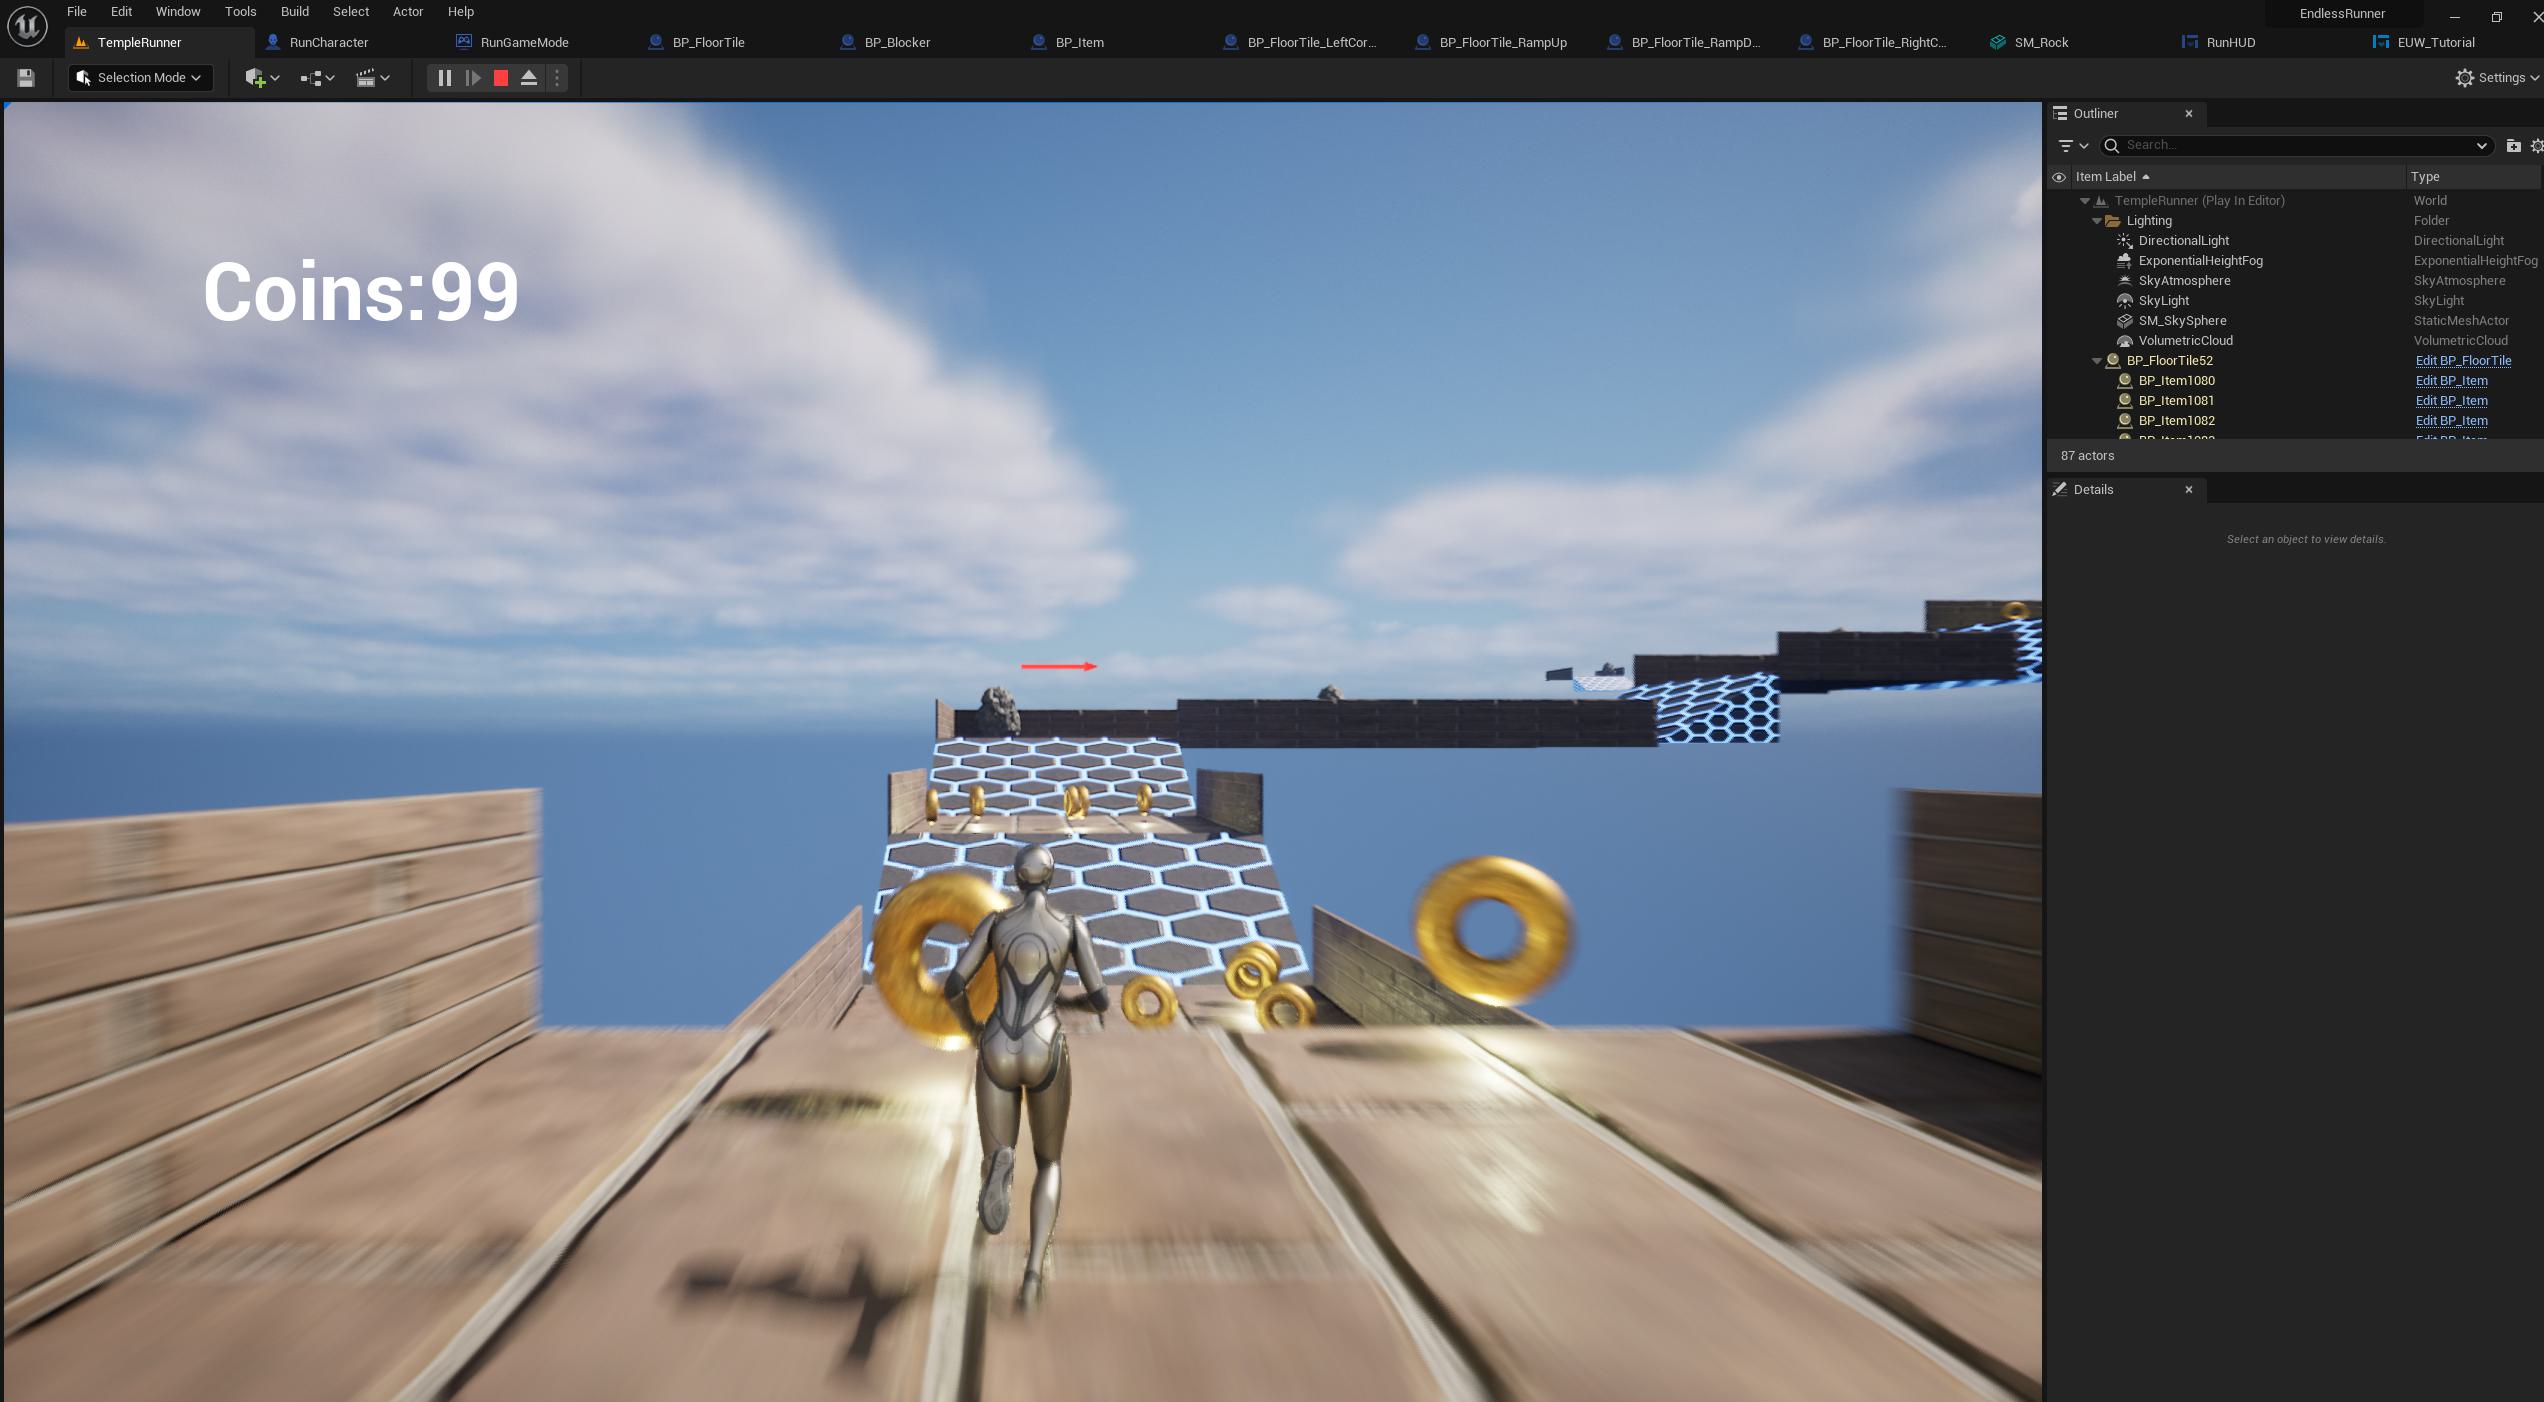 File Edit Window Tools Build Select Actor Help
EndlessRunner
TempleRunner RunCharacter RunGameMode BP_FloorTile BP_Blocker BP_Item BP_FloorTile_LeftCor... BP_FloorTile_RampUp BP_FloorTile_RampD... BP_FloorTile_RightC... SM_Rock RunHUD EUW_Tutorial
Selection Mode
Settings
Coins:99
Outliner
Search...
Item Label Type
TempleRunner (Play In Editor) World
Lighting Folder
DirectionalLight DirectionalLight
ExponentialHeightFog ExponentialHeightFog
SkyAtmosphere SkyAtmosphere
SkyLight SkyLight
SM_SkySphere StaticMeshActor
VolumetricCloud VolumetricCloud
BP_FloorTile52 Edit BP_FloorTile
BP_Item1080 Edit BP_Item
BP_Item1081 Edit BP_Item
BP_Item1082 Edit BP_Item
87 actors
Details
Select an object to view details.